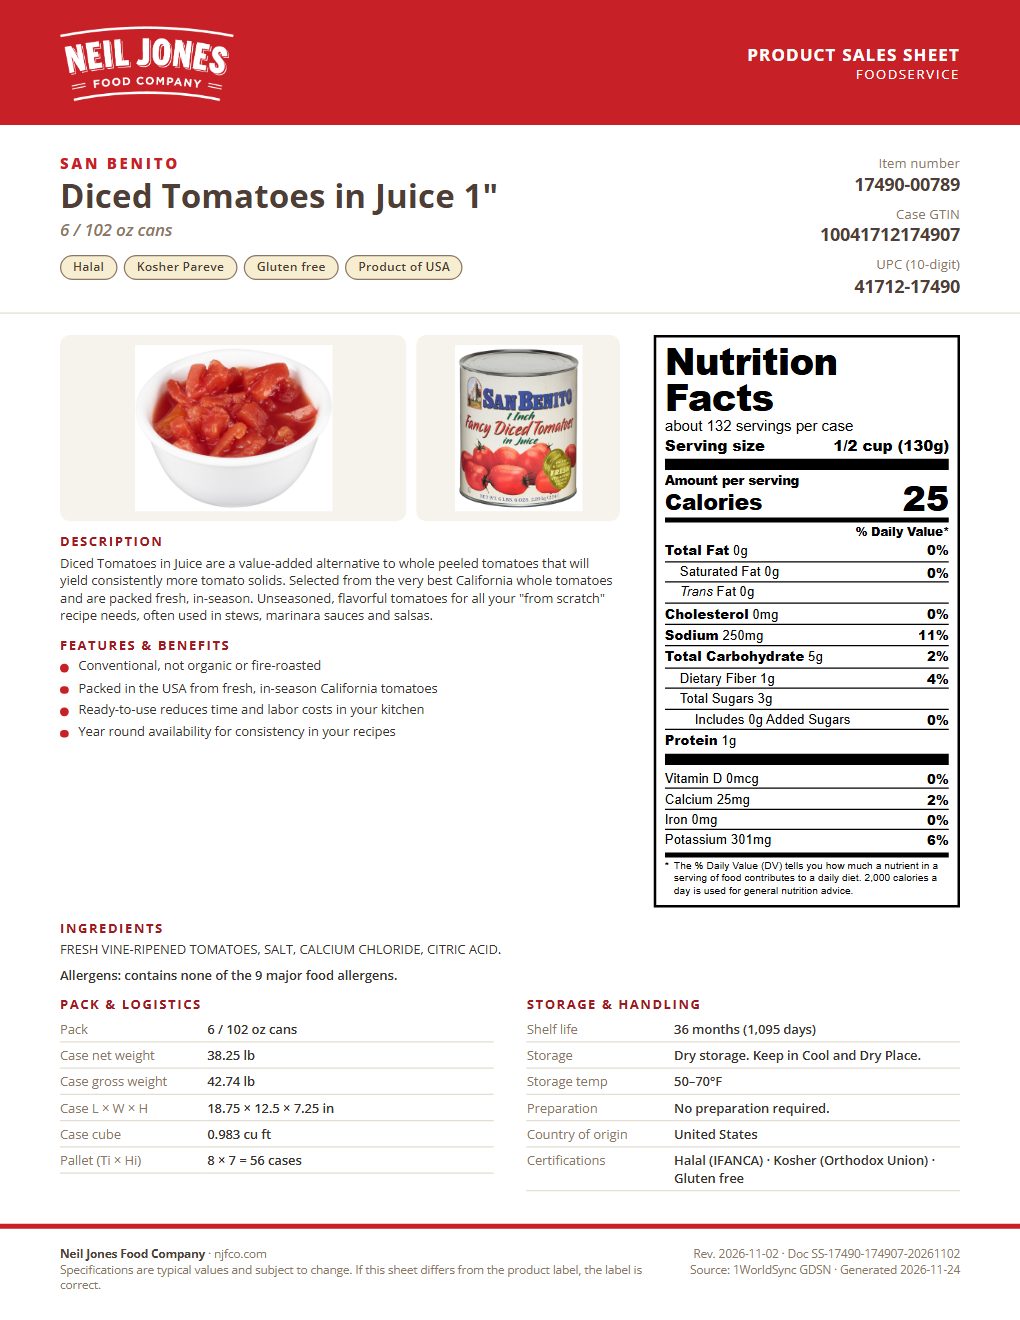 NEIL JONES
FOOD COMPANY
PRODUCT SALES SHEET
FOODSERVICE
SAN BENITO
Diced Tomatoes in Juice 1"
6 / 102 oz cans
Halal
Kosher Pareve
Gluten free
Product of USA
Item number
17490-00789
Case GTIN
10041712174907
UPC (10-digit)
41712-17490
SAN BENITO
1 Inch
Fancy Diced Tomatoes
in Juice
FRESH
DESCRIPTION
Diced Tomatoes in Juice are a value-added alternative to whole peeled tomatoes that will
yield consistently more tomato solids. Selected from the very best California whole tomatoes
and are packed fresh, in-season. Unseasoned, flavorful tomatoes for all your "from scratch"
recipe needs, often used in stews, marinara sauces and salsas.
FEATURES & BENEFITS
Conventional, not organic or fire-roasted
Packed in the USA from fresh, in-season California tomatoes
Ready-to-use reduces time and labor costs in your kitchen
Year round availability for consistency in your recipes
Nutrition
Facts
about 132 servings per case
Serving size 1/2 cup (130g)
Amount per serving
Calories 25
% Daily Value*
Total Fat 0g 0%
Saturated Fat 0g 0%
Trans Fat 0g
Cholesterol 0mg 0%
Sodium 250mg 11%
Total Carbohydrate 5g 2%
Dietary Fiber 1g 4%
Total Sugars 3g
Includes 0g Added Sugars 0%
Protein 1g
Vitamin D 0mcg 0%
Calcium 25mg 2%
Iron 0mg 0%
Potassium 301mg 6%
* The % Daily Value (DV) tells you how much a nutrient in a
serving of food contributes to a daily diet. 2,000 calories a
day is used for general nutrition advice.
INGREDIENTS
FRESH VINE-RIPENED TOMATOES, SALT, CALCIUM CHLORIDE, CITRIC ACID.
Allergens: contains none of the 9 major food allergens.
PACK & LOGISTICS
Pack 6 / 102 oz cans
Case net weight 38.25 lb
Case gross weight 42.74 lb
Case L × W × H 18.75 × 12.5 × 7.25 in
Case cube 0.983 cu ft
Pallet (Ti × Hi) 8 × 7 = 56 cases
STORAGE & HANDLING
Shelf life 36 months (1,095 days)
Storage Dry storage. Keep in Cool and Dry Place.
Storage temp 50–70°F
Preparation No preparation required.
Country of origin United States
Certifications Halal (IFANCA) · Kosher (Orthodox Union) ·
Gluten free
Neil Jones Food Company · njfco.com
Specifications are typical values and subject to change. If this sheet differs from the product label, the label is
correct.
Rev. 2026-11-02 · Doc SS-17490-174907-20261102
Source: 1WorldSync GDSN · Generated 2026-11-24